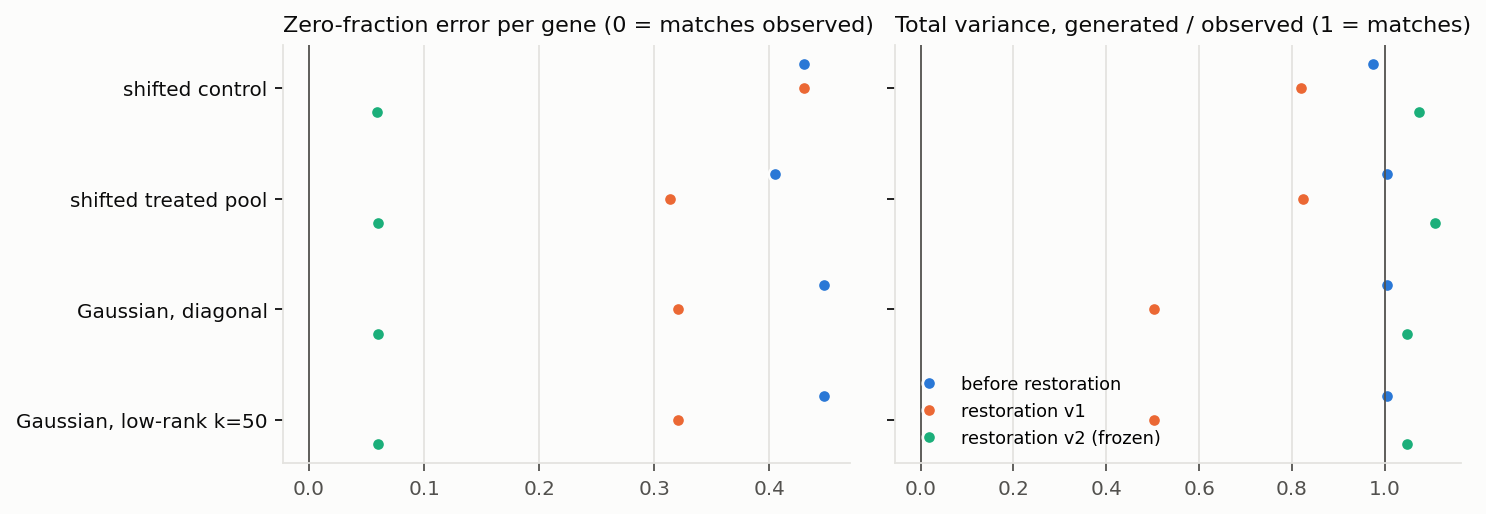 Zero-fraction error per gene (0 = matches observed)
Total variance, generated / observed (1 = matches)
shifted control
shifted treated pool
Gaussian, diagonal
Gaussian, low-rank k=50
before restoration
restoration v1
restoration v2 (frozen)
0.0 0.1 0.2 0.3 0.4
0.0 0.2 0.4 0.6 0.8 1.0